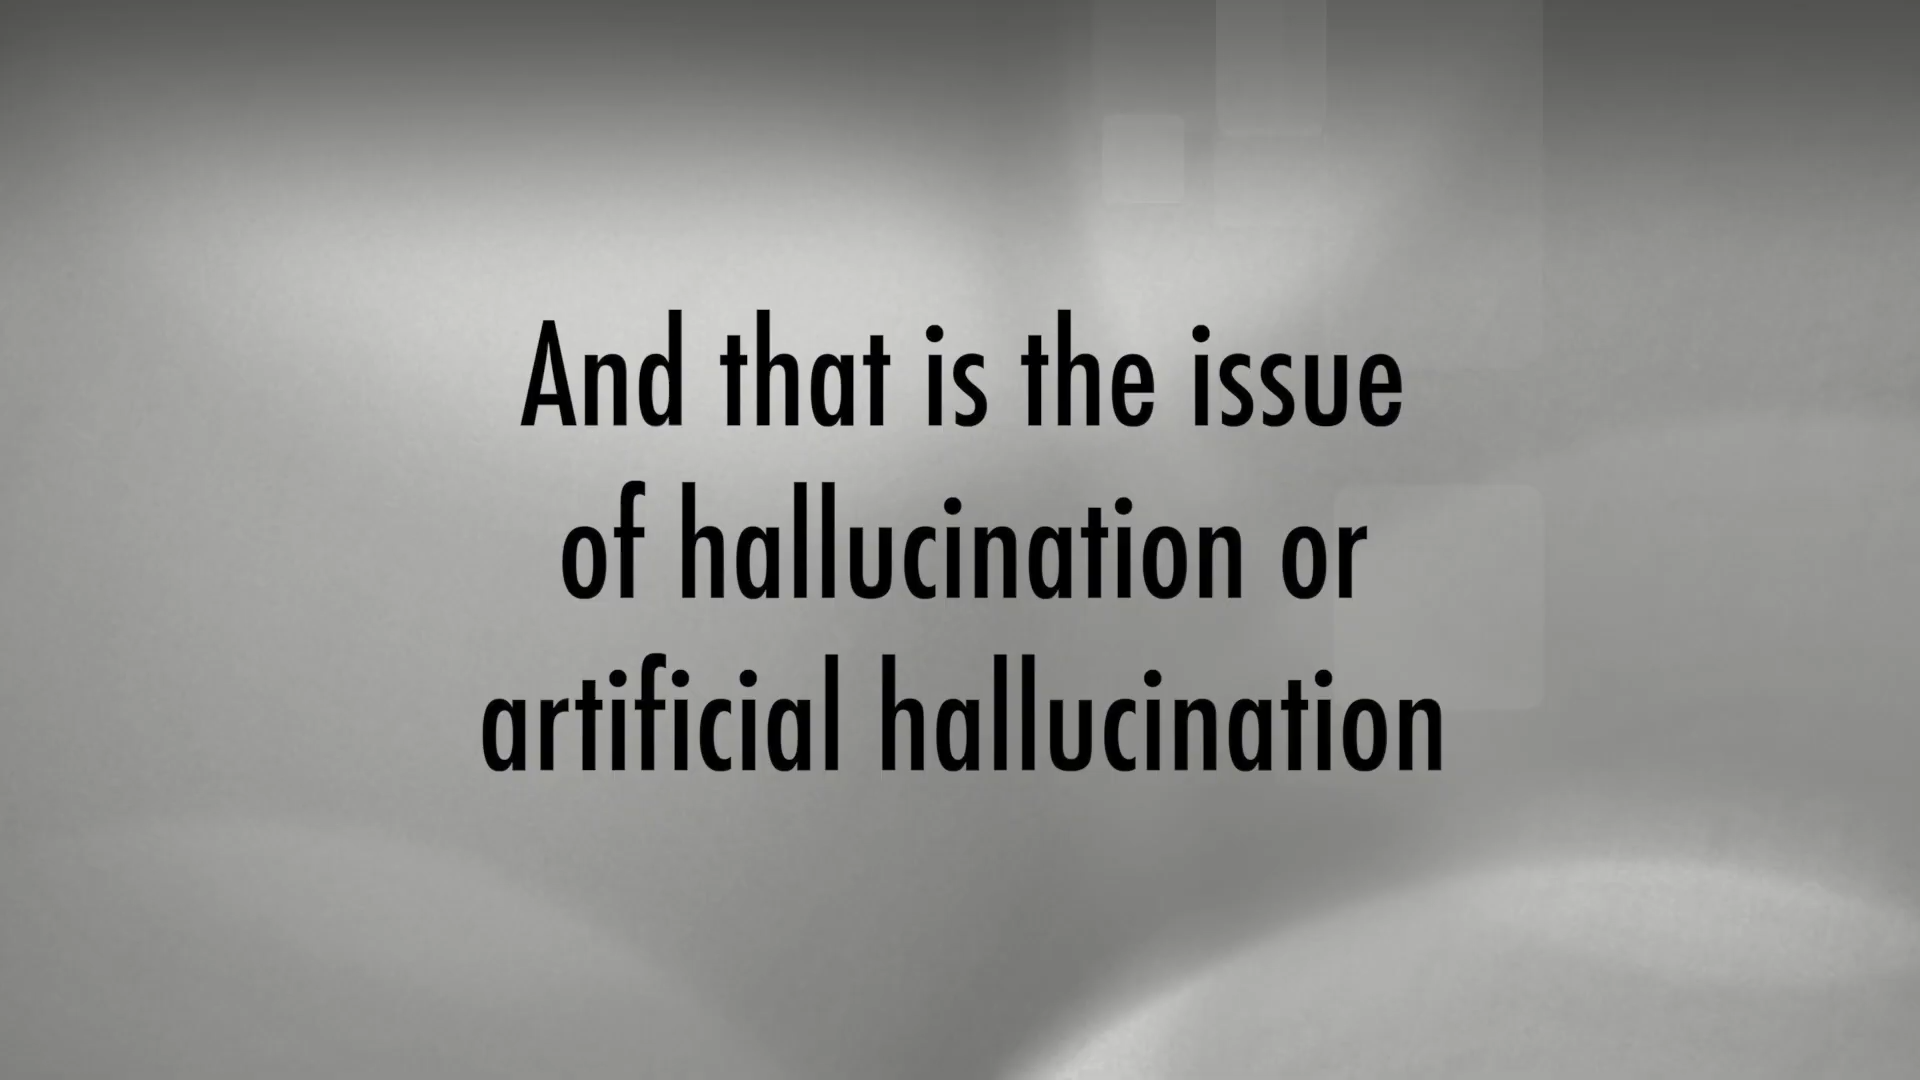 And that is the issue
of hallucination or
artificial hallucination